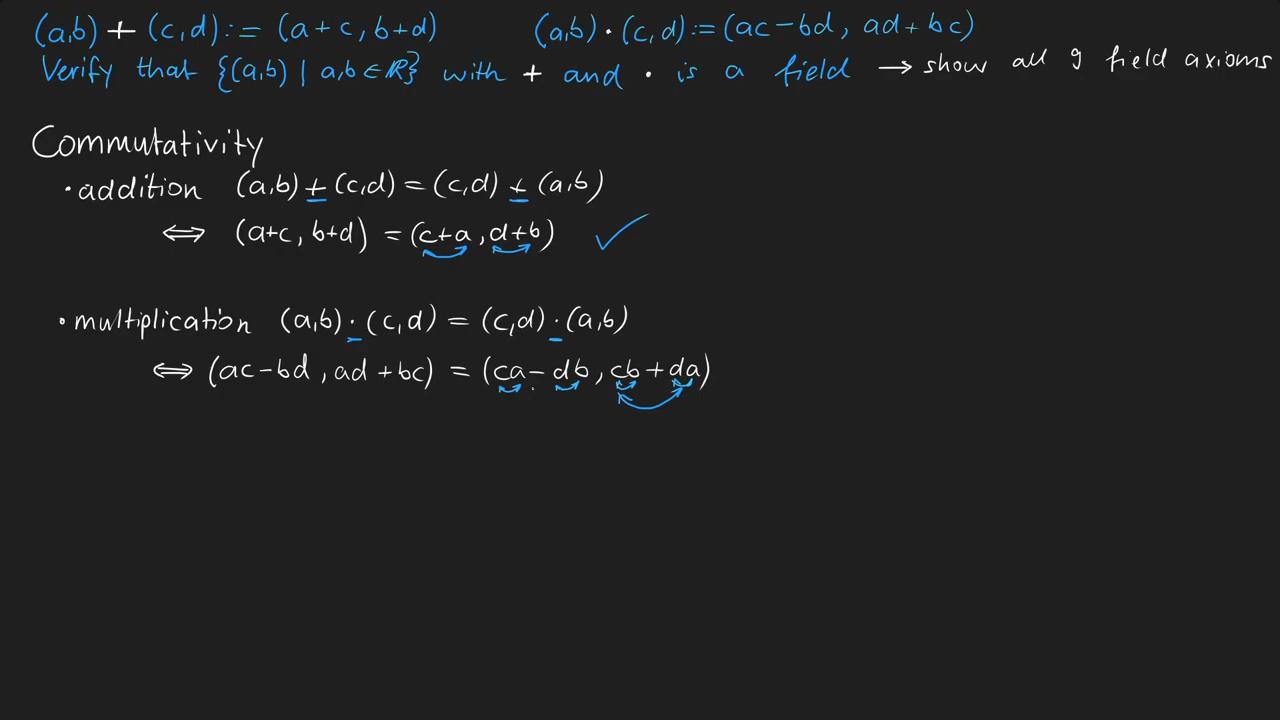 (a,b) + (c,d) := (a+c, b+d) (a,b) · (c,d) := (ac-bd, ad+bc)
Verify that {(a,b) | a,b ∈ ℝ} with + and · is a field → show all 9 field axioms
Commutativity
· addition (a,b) + (c,d) = (c,d) + (a,b)
⟺ (a+c, b+d) = (c+a, d+b) ✓
· multiplication (a,b) · (c,d) = (c,d) · (a,b)
⟺ (ac-bd, ad+bc) = (ca-db, cb+da)